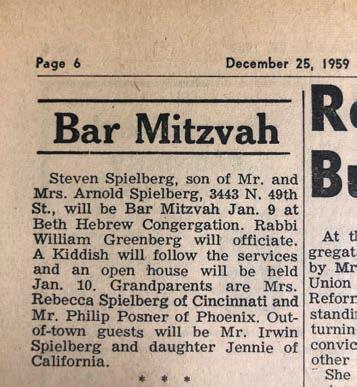 Page 6
December 25, 1959
Bar Mitzvah
Steven Spielberg, son of Mr. and
Mrs. Arnold Spielberg, 3443 N. 49th
St., will be Bar Mitzvah Jan. 9 at
Beth Hebrew Congergation. Rabbi
William Greenberg will officiate.
A Kiddish will follow the services
and an open house will be held
Jan. 10. Grandparents are Mrs.
Rebecca Spielberg of Cincinnati and
Mr. Philip Posner of Phoenix. Out-
of-town guests will be Mr. Irwin
Spielberg and daughter Jennie of
California.
* * *
R
Bu
At th
gregat
by Mr
Union
Reform
standi
turnin
convic
other
She